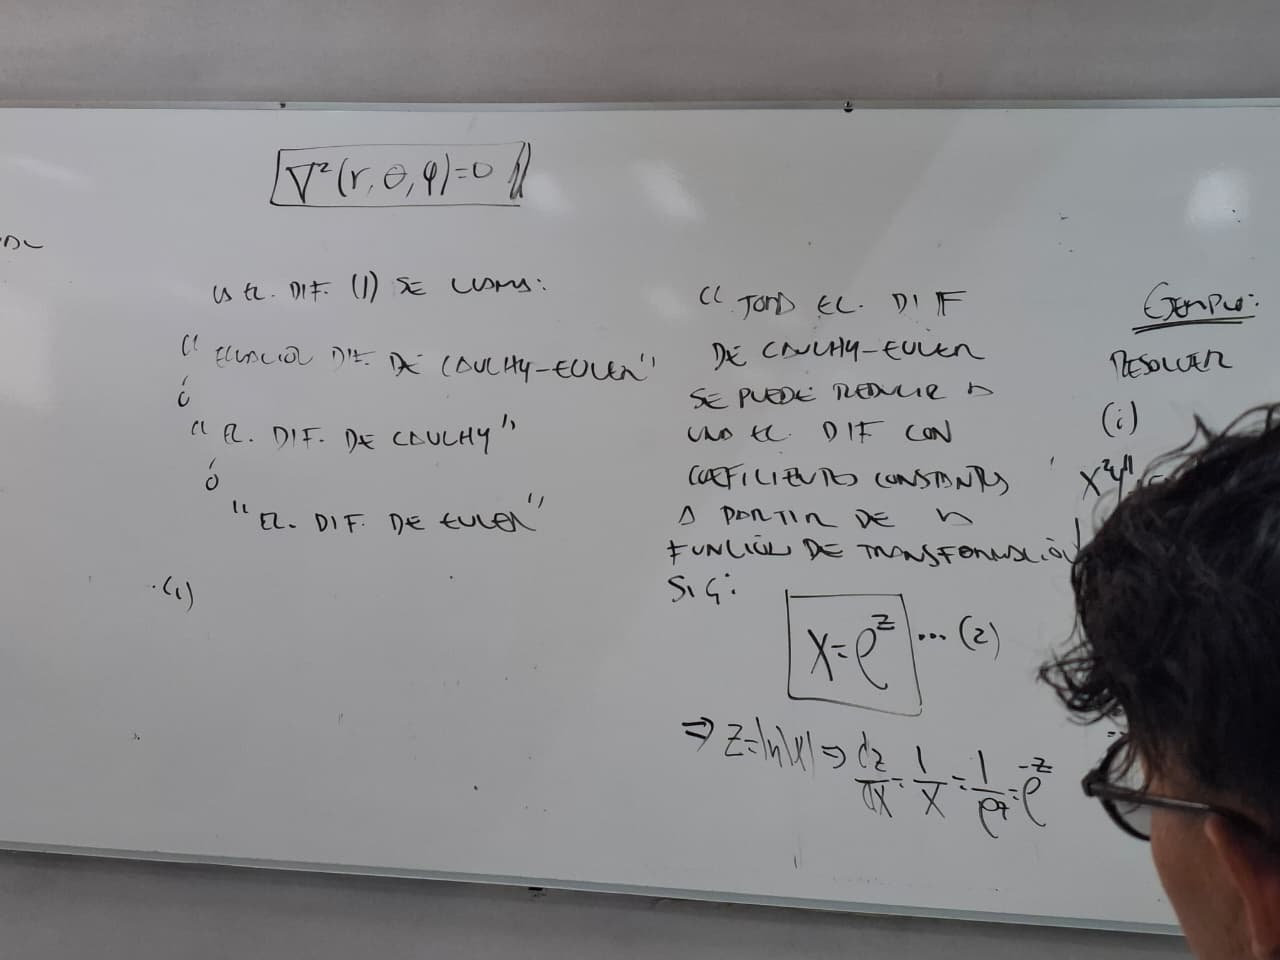 ∇²(r, θ, φ)=0
LA EC. DIF. (1) SE LLAMA:
"ECUACIÓN DIF. DE CAUCHY-EULER"
ó
"EC. DIF. DE CAUCHY"
ó
"EC. DIF. DE EULER"
·(1)
"TODA EC. DIF
DE CAUCHY-EULER
SE PUEDE REDUCIR A
UNA EC. DIF CON
COEFICIENTES CONSTANTES
A PARTIR DE LA
FUNCIÓN DE TRANSFORMACIÓN
SIG:
X=e^z ... (2)
⇒ Z=ln|X| ⇒ dz/dx = 1/X = 1/e^z = e^-z
EJEMPLO:
RESOLVER
(i)
X²y''